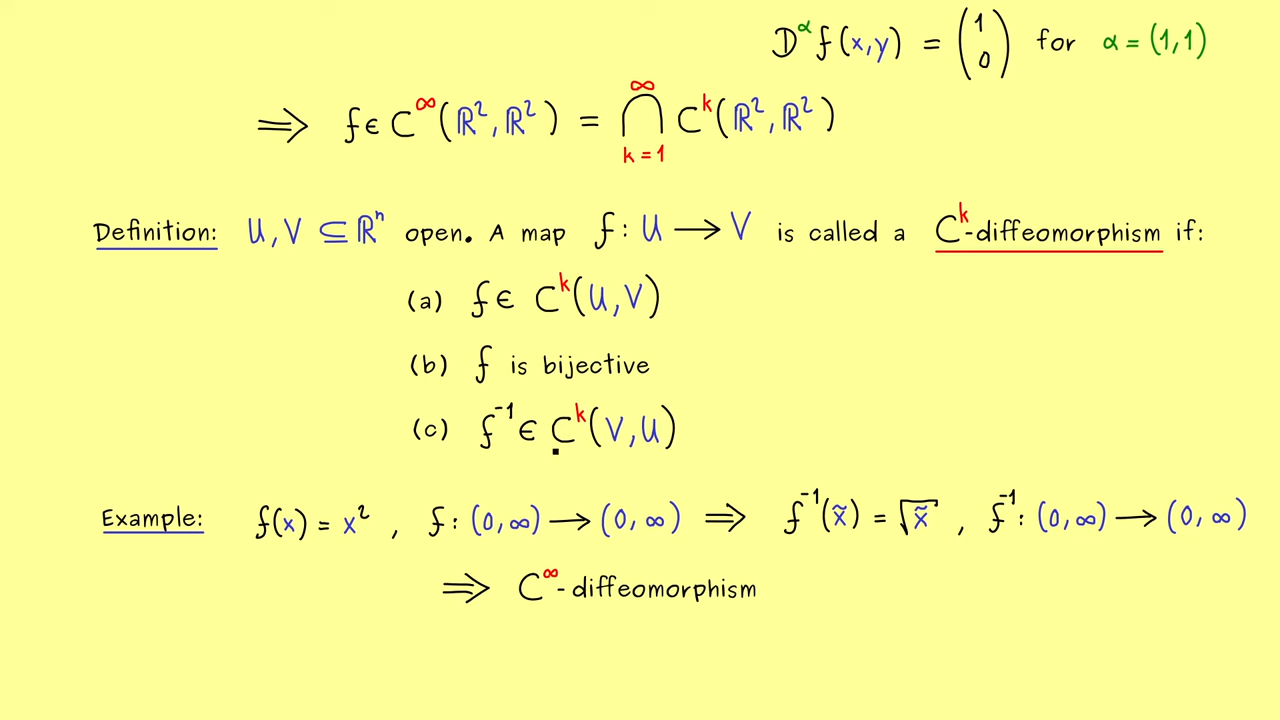 D^α f(x,y) = (1 0) for α = (1,1)
⟹ f ∈ C^∞(ℝ², ℝ²) = ⋂_{k=1}^∞ C^k(ℝ², ℝ²)
Definition: U, V ⊆ ℝ^n open. A map f: U → V is called a C^k-diffeomorphism if:
(a) f ∈ C^k(U, V)
(b) f is bijective
(c) f^{-1} ∈ C^k(V, U)
Example: f(x) = x², f: (0, ∞) → (0, ∞) ⟹ f^{-1}(x̃) = √x̃, f^{-1}: (0, ∞) → (0, ∞)
⟹ C^∞-diffeomorphism